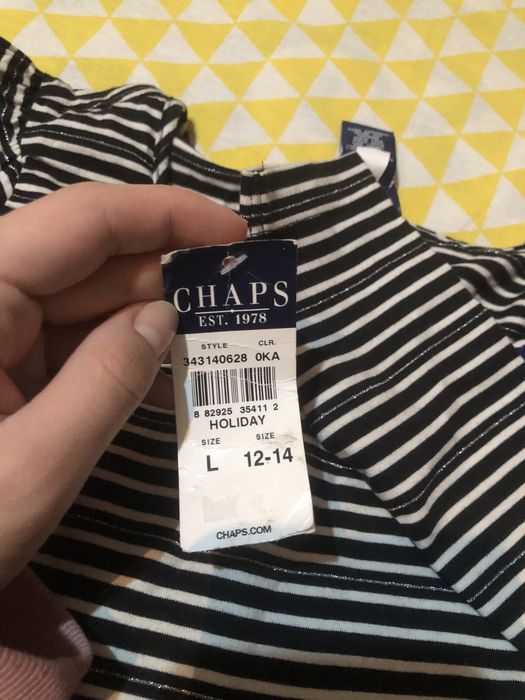 CHAPS
EST. 1978
STYLE CLR.
343140628 0KA
8 82925 35411 2
HOLIDAY
SIZE SIZE
L 12-14
CHAPS.COM